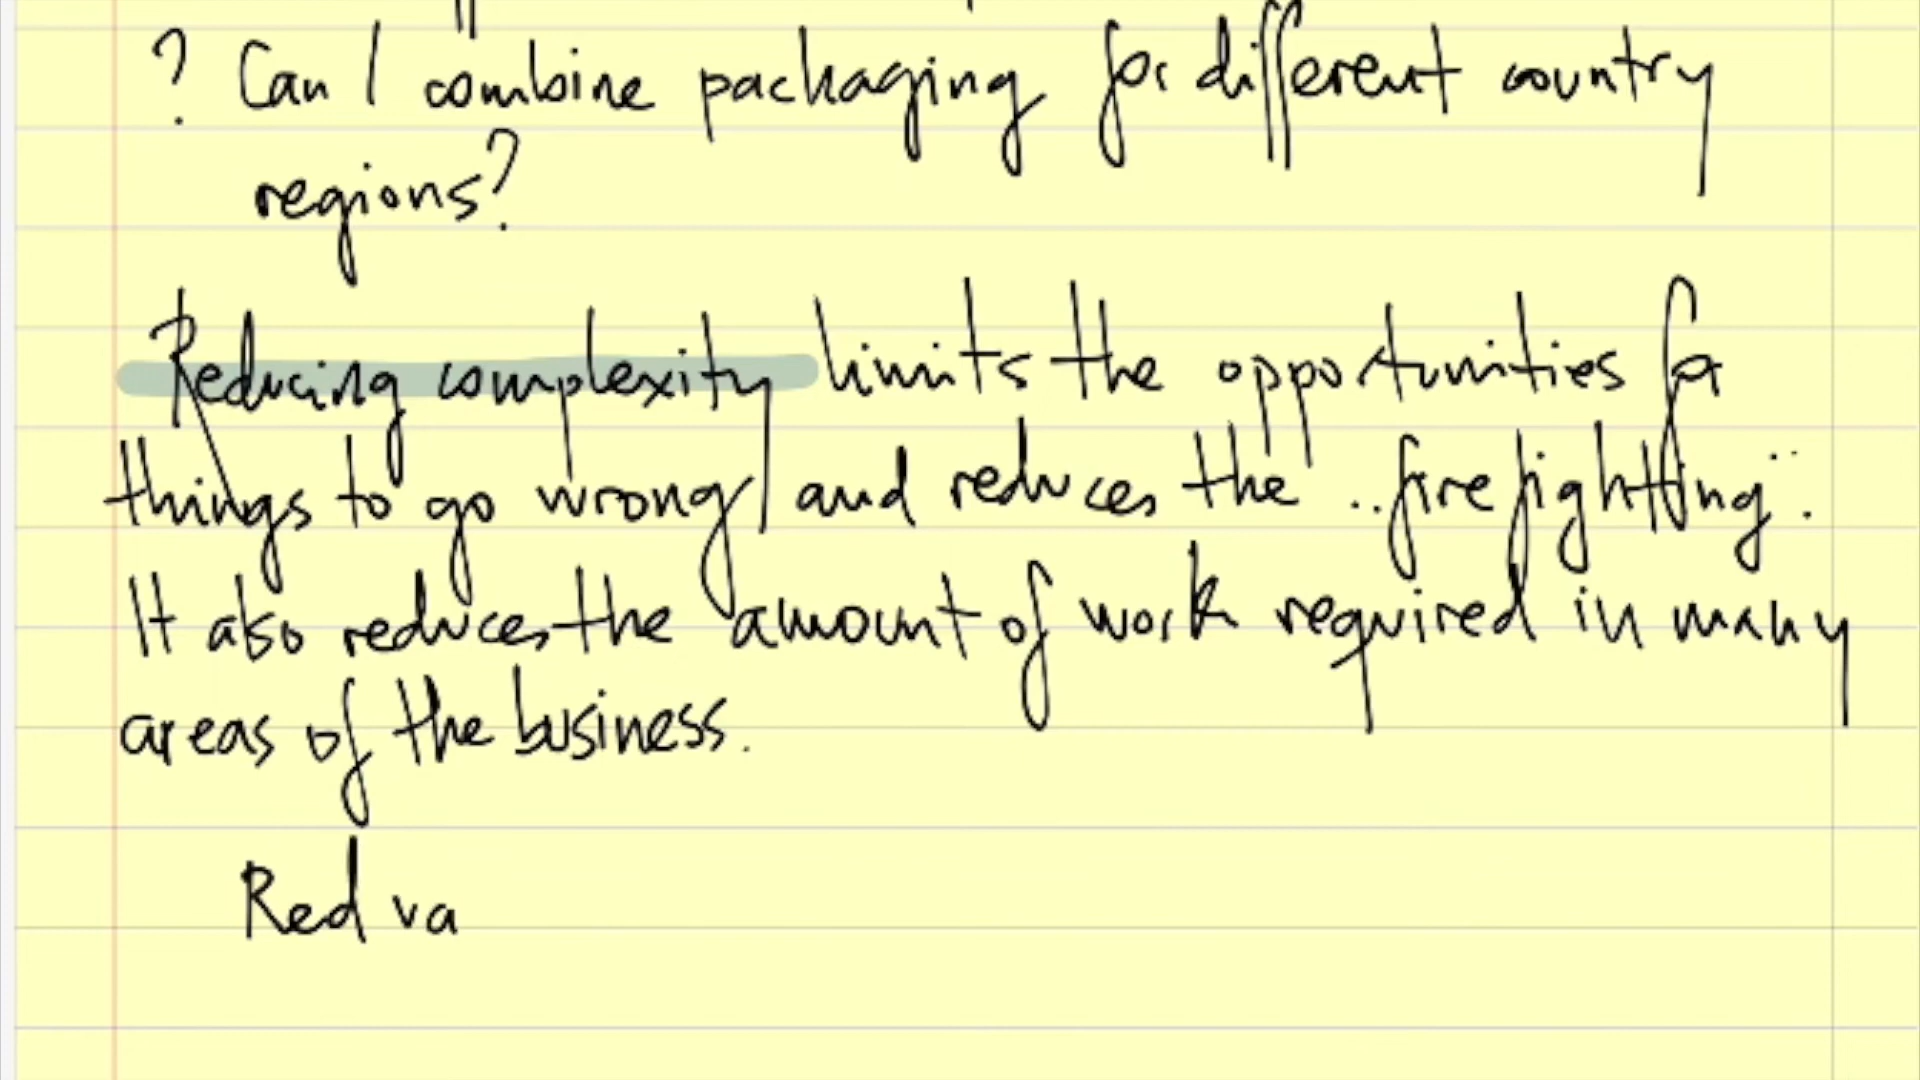 ? Can I combine packaging for different country
regions?
Reducing complexity limits the opportunities for
things to go wrong and reduces the "firefighting".
It also reduces the amount of work required in many
areas of the business.
Red va